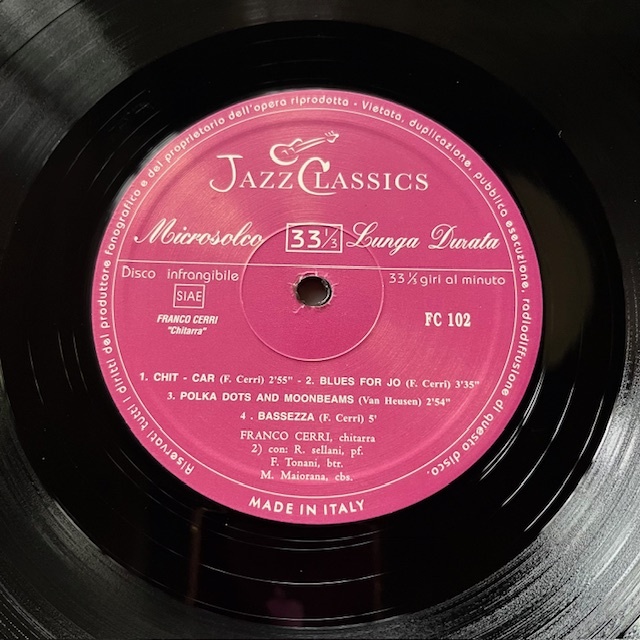 Riservati tutti i diritti del produttore fonografico e del proprietario dell'opera riprodotta - Vietata, duplicazione, pubblica esecuzione, radiodiffusione di questo disco.
JAZZ CLASSICS
Microsolco 33 1/3 Lunga Durata
Disco infrangibile 33 1/3 giri al minuto
SIAE
FRANCO CERRI FC 102
"Chitarra"
1. CHIT - CAR (F. Cerri) 2'55" - 2. BLUES FOR JO (F. Cerri) 3'35"
3. POLKA DOTS AND MOONBEAMS (Van Heusen) 2'54"
4 . BASSEZZA (F. Cerri) 5'
FRANCO CERRI, chitarra
2) con: R. sellani, pf.
F. Tonani, btr.
M. Maiorana, cbs.
MADE IN ITALY